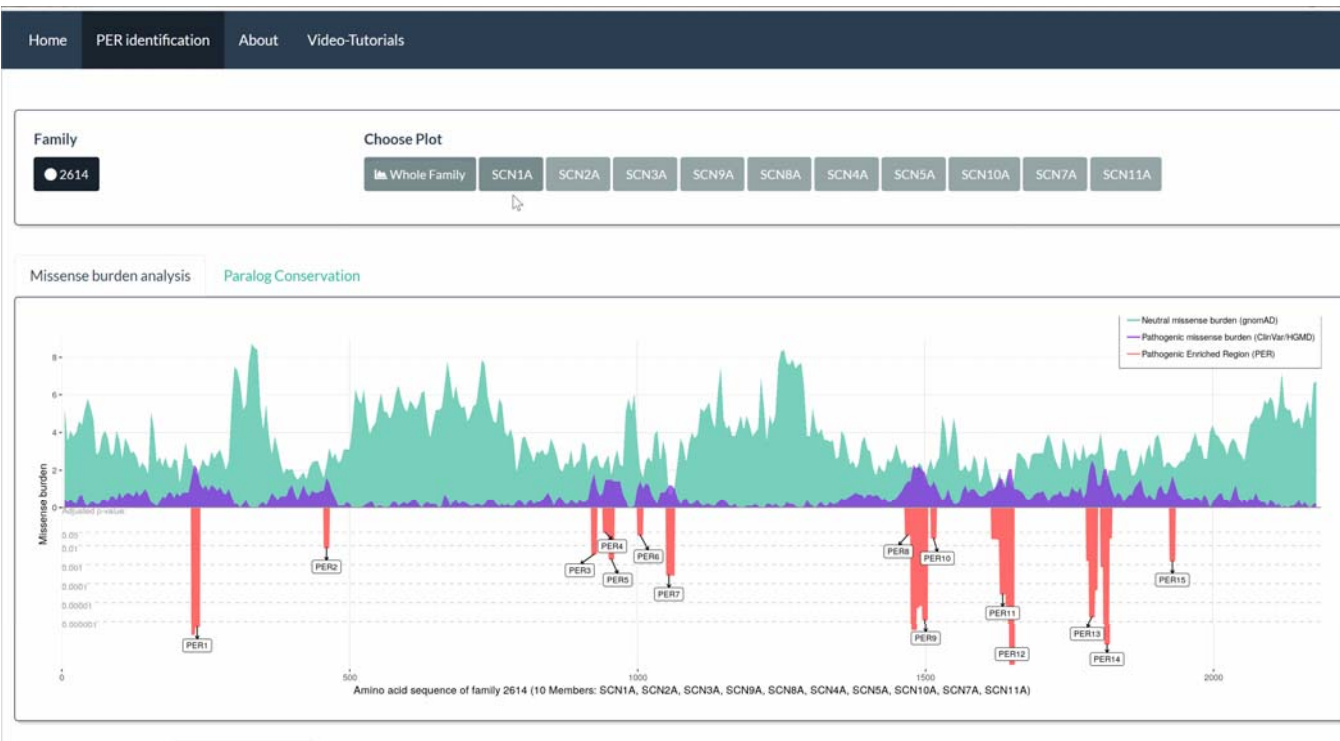 Home PER identification About Video-Tutorials
Family
2614
Choose Plot
Whole Family SCN1A SCN2A SCN3A SCN9A SCN8A SCN4A SCN5A SCN10A SCN7A SCN11A
Missense burden analysis Paralog Conservation
Neutral missense burden (gnomAD)
Pathogenic missense burden (ClinVar/HGMD)
Pathogenic Enriched Region (PER)
Missense burden
8
6
4
2
0
Adjusted p-value
0.05
0.01
0.001
0.0001
0.00001
0.000001
PER1
PER2
PER3
PER4
PER5
PER6
PER7
PER8
PER9
PER10
PER11
PER12
PER13
PER14
PER15
0 500 1000 1500 2000
Amino acid sequence of family 2614 (10 Members: SCN1A, SCN2A, SCN3A, SCN9A, SCN8A, SCN4A, SCN5A, SCN10A, SCN7A, SCN11A)